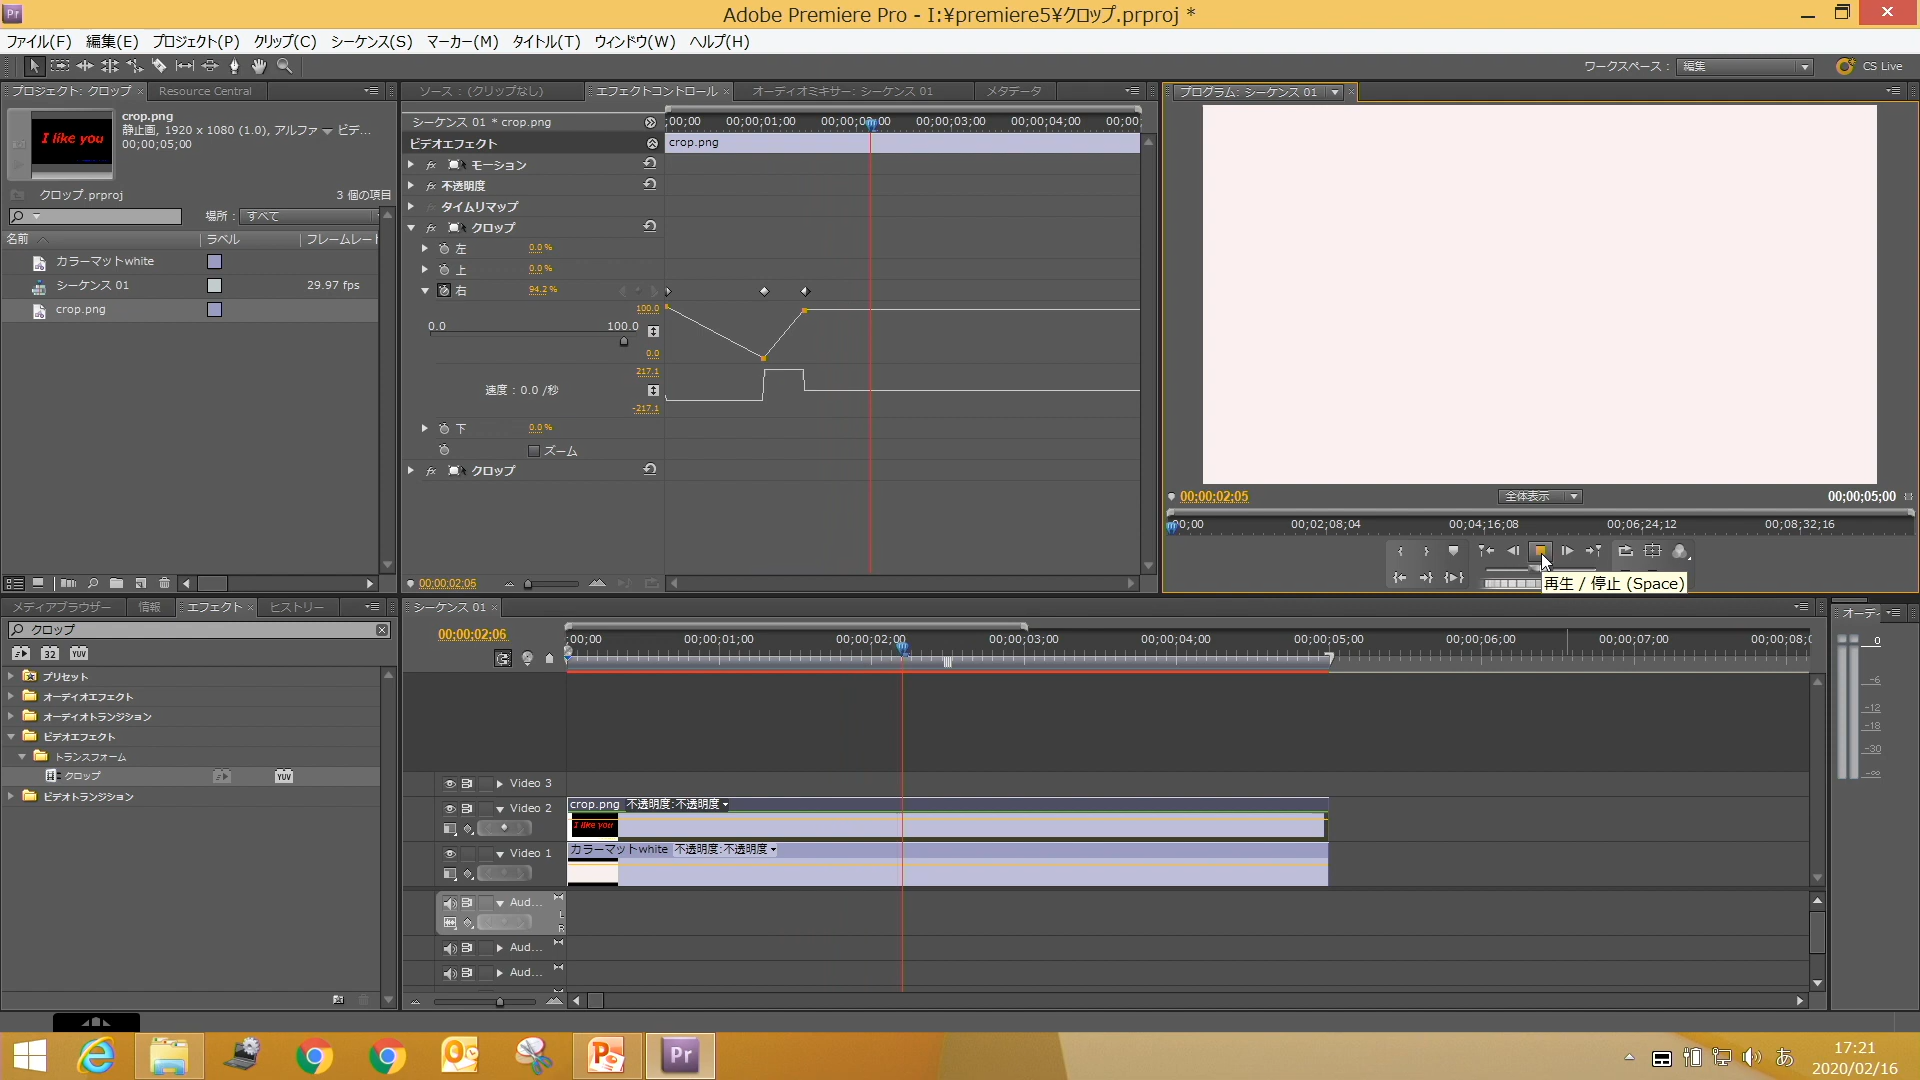 Pr
Adobe Premiere Pro - I:¥premiere5¥クロップ.prproj *
ファイル(F) 編集(E) プロジェクト(P) クリップ(C) シーケンス(S) マーカー(M) タイトル(T) ウィンドウ(W) ヘルプ(H)
ワークスペース： 編集 CS Live
プロジェクト: クロップ × Resource Central
crop.png
静止画, 1920 x 1080 (1.0), アルファ ビデ...
00;00;05;00
I like you
クロップ.prproj 3 個の項目
場所： すべて
名前 ラベル フレームレート
カラーマットwhite
シーケンス 01 29.97 fps
crop.png
ソース：(クリップなし) エフェクトコントロール × オーディオミキサー: シーケンス 01 メタデータ
シーケンス 01 * crop.png
;00;00 00;00;01;00 00;00;02;00 00;00;03;00 00;00;04;00 00;00;
crop.png
ビデオエフェクト
fx モーション
fx 不透明度
fx タイムリマップ
fx クロップ
左 0.0 %
上 0.0 %
右 94.2 %
100.0
0.0 100.0
0.0
217.1
速度：0.0 /秒
-217.1
下 0.0 %
ズーム
fx クロップ
00;00;02;06
プログラム: シーケンス 01 ×
00;00;02;05 全体表示 00;00;05;00
00;00 00;02;08;04 00;04;16;08 00;06;24;12 00;08;32;16
再生 / 停止 (Space)
メディアブラウザー 情報 エフェクト × ヒストリー
クロップ
32 YUV
プリセット
オーディオエフェクト
オーディオトランジション
ビデオエフェクト
トランスフォーム
クロップ YUV
ビデオトランジション
シーケンス 01 ×
00;00;02;06
;00;00 00;00;01;00 00;00;02;00 00;00;03;00 00;00;04;00 00;00;05;00 00;00;06;00 00;00;07;00 00;00;08;0
Video 3
Video 2
crop.png 不透明度:不透明度
I like you
Video 1
カラーマットwhite 不透明度:不透明度
Aud...
L
R
Aud...
Aud...
オーデ
0
-6
-12
-18
-30
-∞
Pr
あ
17:21
2020/02/16